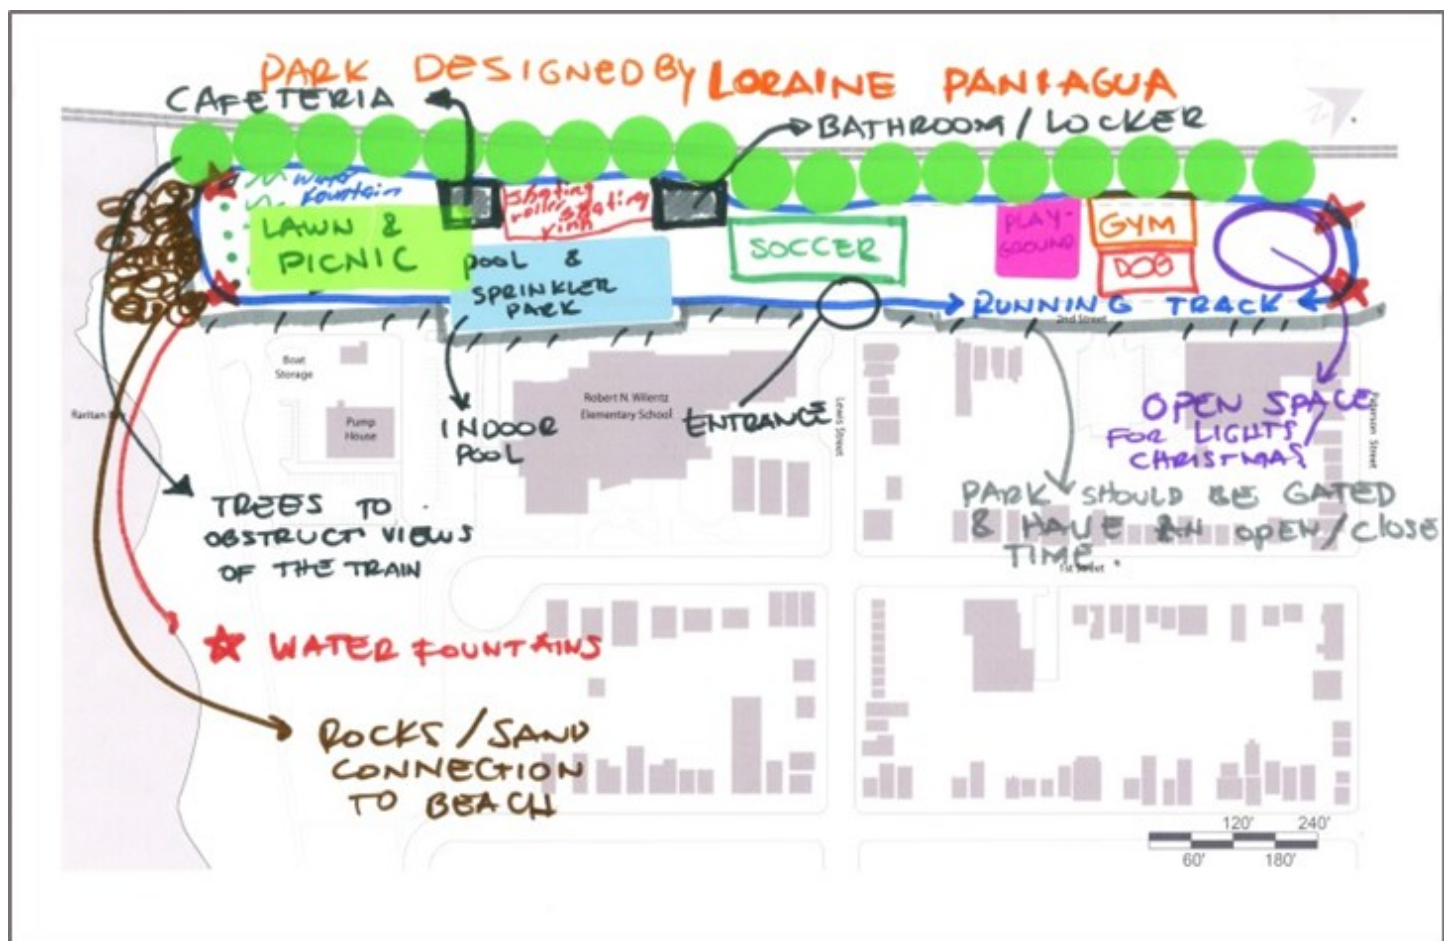 PARK DESIGNED BY LORAINE PANIAGUA
CAFETERIA
BATHROOM / LOCKER
water
fountain
LAWN &
PICNIC
skating
roller skating
rink
POOL &
SPRINKLER
PARK
SOCCER
PLAY-
GROUND
GYM
DOG
RUNNING TRACK
2nd Street
Boat
Storage
Pump
House
Raritan
INDOOR
POOL
Robert N. Wilentz
Elementary School
ENTRANCE
Lewis Street
OPEN SPACE
FOR LIGHTS
CHRISTMAS
Paterson Street
PARK SHOULD BE GATED
& HAVE AN OPEN/CLOSE
TIME.
1st Street
TREES TO
OBSTRUCT VIEWS
OF THE TRAIN
WATER FOUNTAINS
ROCKS/SAND
CONNECTION
TO BEACH
120' 240'
60' 180'